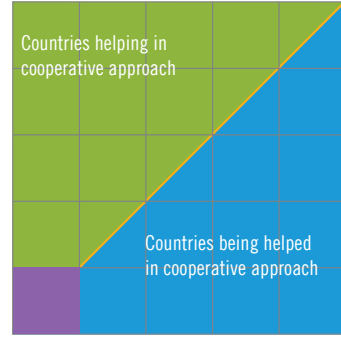 Countries helping in
cooperative approach
Countries being helped
in cooperative approach